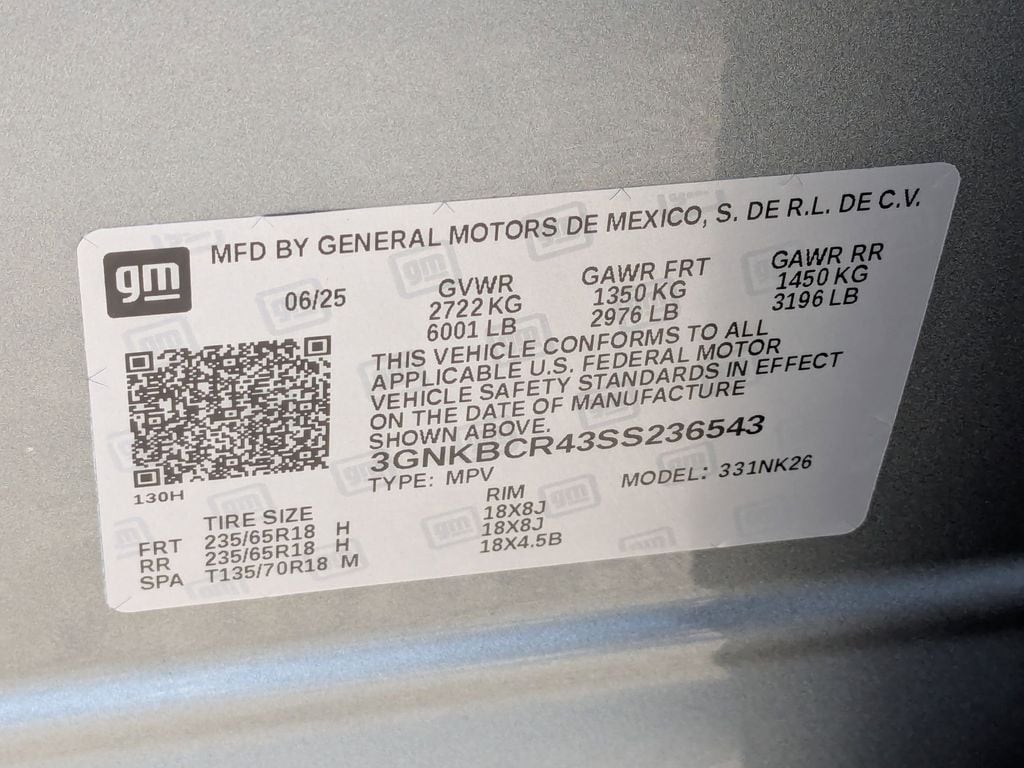 gm
MFD BY GENERAL MOTORS DE MEXICO, S. DE R.L. DE C.V.
06/25
GVWR
2722 KG
6001 LB
GAWR FRT
1350 KG
2976 LB
GAWR RR
1450 KG
3196 LB
THIS VEHICLE CONFORMS TO ALL
APPLICABLE U.S. FEDERAL MOTOR
VEHICLE SAFETY STANDARDS IN EFFECT
ON THE DATE OF MANUFACTURE
SHOWN ABOVE.
3GNKBCR43SS236543
TYPE: MPV MODEL: 331NK26
130H
TIRE SIZE RIM
FRT 235/65R18 H 18X8J
RR 235/65R18 H 18X8J
SPA T135/70R18 M 18X4.5B